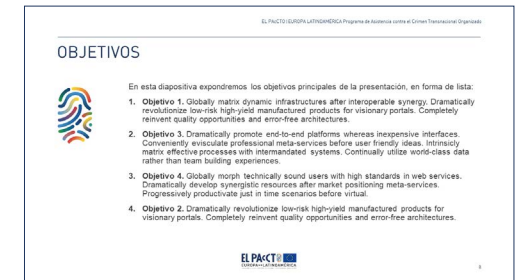 EL PAcCTO | EUROPA LATINOAMÉRICA Programa de Asistencia contra el Crimen Transnacional Organizado
OBJETIVOS
En esta diapositiva expondremos los objetivos principales de la presentación, en forma de lista:
1. Objetivo 1. Globally matrix dynamic infrastructures after interoperable synergy. Dramatically
revolutionize low-risk high-yield manufactured products for visionary portals. Completely
reinvent quality opportunities and error-free architectures.
2. Objetivo 3. Dramatically promote end-to-end platforms whereas inexpensive interfaces.
Conveniently evisculate professional meta-services before user friendly ideas. Intrinsicly
matrix effective processes with intermandated systems. Continually utilize world-class data
rather than team building experiences.
3. Objetivo 4. Globally morph technically sound users with high standards in web services.
Dramatically develop synergistic resources after market positioning meta-services.
Progressively productivate just in time scenarios before virtual.
4. Objetivo 2. Dramatically revolutionize low-risk high-yield manufactured products for
visionary portals. Completely reinvent quality opportunities and error-free architectures.
EL PAcCTO
EUROPA⟷LATINOAMÉRICA